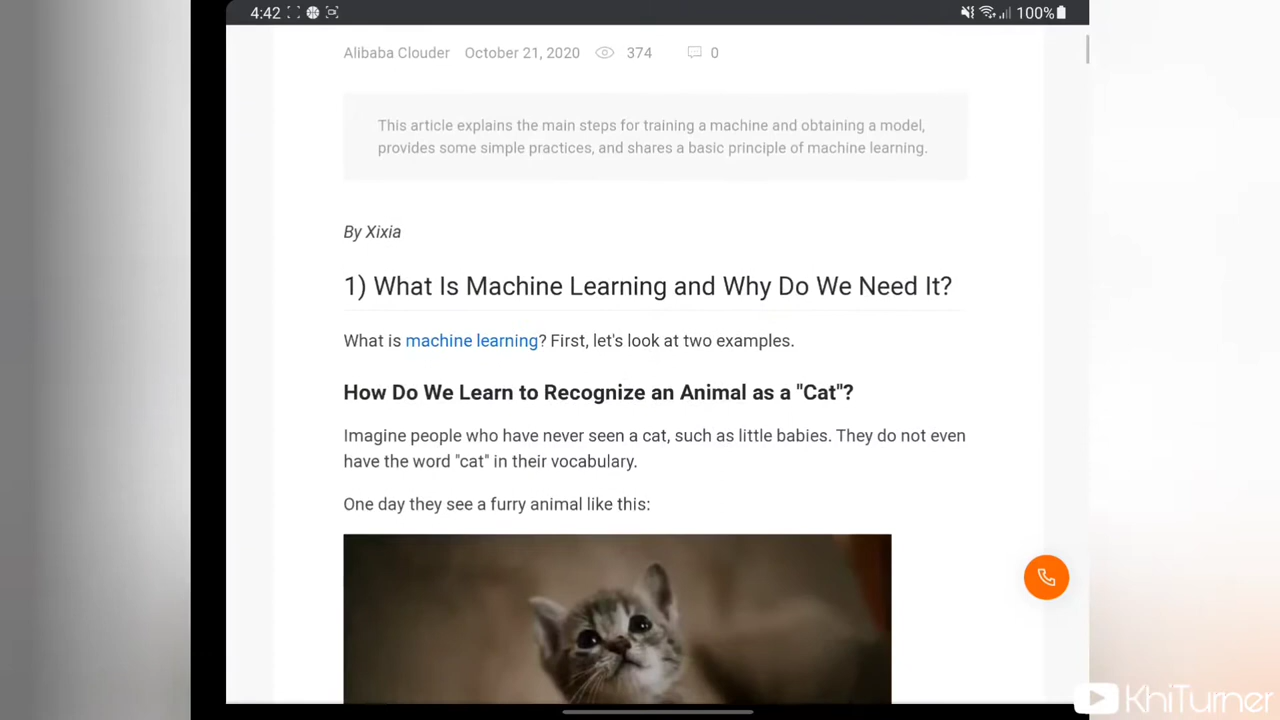 4:42 100%
Alibaba Clouder October 21, 2020 374 0
This article explains the main steps for training a machine and obtaining a model,
provides some simple practices, and shares a basic principle of machine learning.
By Xixia
1) What Is Machine Learning and Why Do We Need It?
What is machine learning? First, let's look at two examples.
How Do We Learn to Recognize an Animal as a "Cat"?
Imagine people who have never seen a cat, such as little babies. They do not even
have the word "cat" in their vocabulary.
One day they see a furry animal like this:
KhiTurner